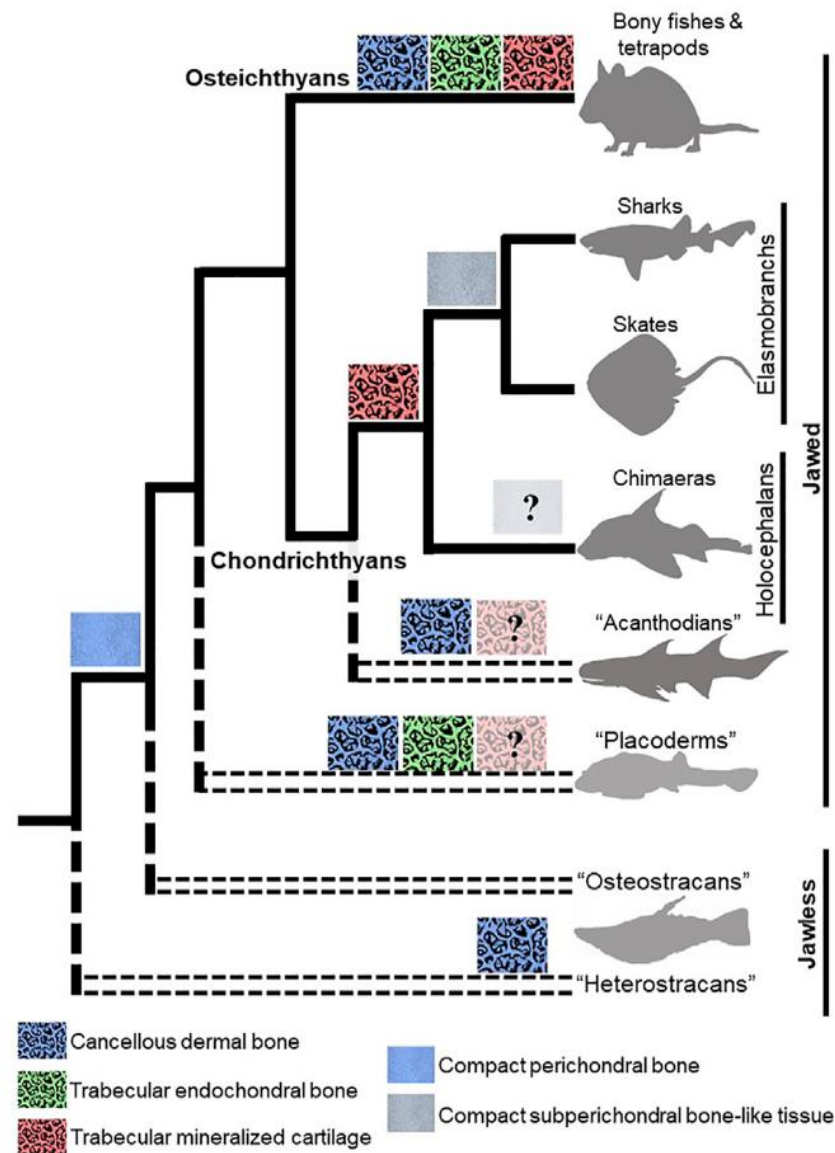 Bony fishes &
tetrapods
Osteichthyans
Sharks
Skates
Elasmobranchs
Chimaeras
?
Holocephalans
Chondrichthyans
Jawed
"Acanthodians"
?
"Placoderms"
?
"Osteostracans"
"Heterostracans"
Jawless
Cancellous dermal bone
Trabecular endochondral bone
Trabecular mineralized cartilage
Compact perichondral bone
Compact subperichondral bone-like tissue